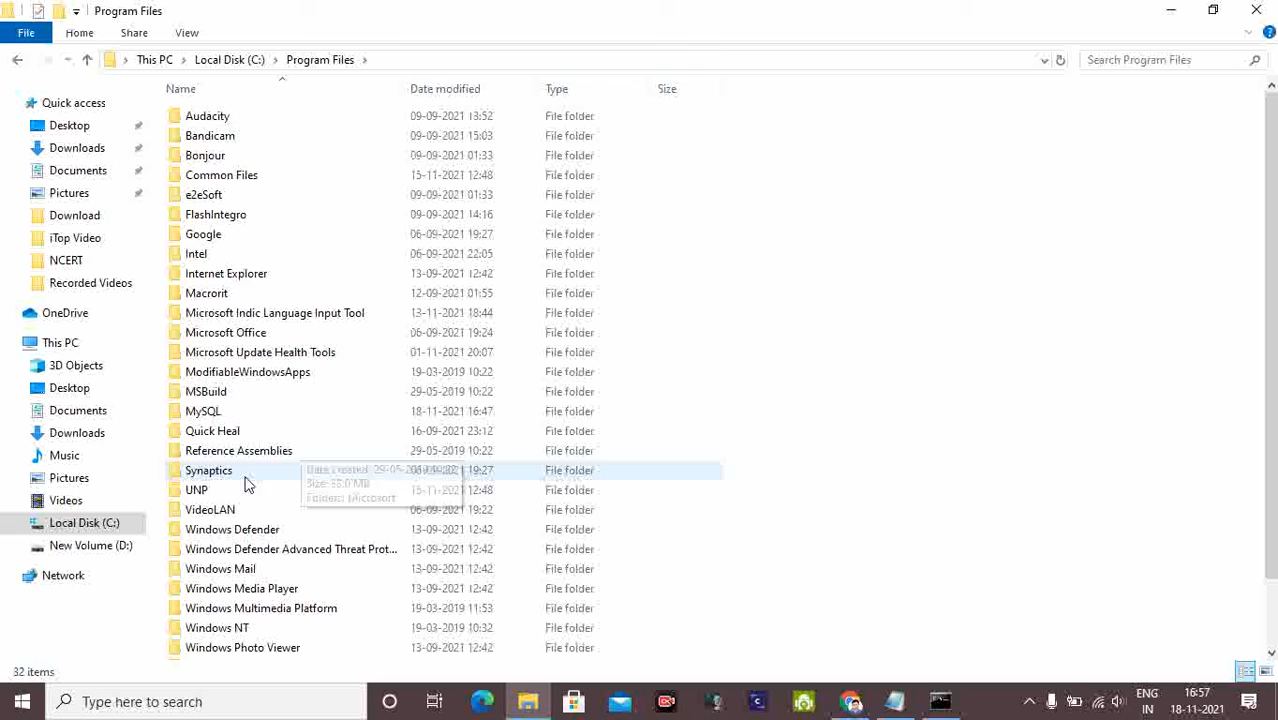 Program Files
File Home Share View
This PC Local Disk (C:) Program Files Search Program Files
Name Date modified Type Size
Quick access
Desktop
Downloads
Documents
Pictures
Download
iTop Video
NCERT
Recorded Videos
OneDrive
This PC
3D Objects
Desktop
Documents
Downloads
Music
Pictures
Videos
Local Disk (C:)
New Volume (D:)
Network
Audacity 09-09-2021 13:52 File folder
Bandicam 09-09-2021 15:03 File folder
Bonjour 09-09-2021 01:33 File folder
Common Files 15-11-2021 12:48 File folder
e2eSoft 09-09-2021 01:33 File folder
FlashIntegro 09-09-2021 14:16 File folder
Google 06-09-2021 19:27 File folder
Intel 06-09-2021 22:05 File folder
Internet Explorer 13-09-2021 12:42 File folder
Macrorit 12-09-2021 01:55 File folder
Microsoft Indic Language Input Tool 13-11-2021 18:44 File folder
Microsoft Office 06-09-2021 19:24 File folder
Microsoft Update Health Tools 01-11-2021 20:07 File folder
ModifiableWindowsApps 19-03-2019 10:22 File folder
MSBuild 29-05-2019 10:22 File folder
MySQL 18-11-2021 16:47 File folder
Quick Heal 16-09-2021 23:12 File folder
Reference Assemblies 29-05-2019 10:22 File folder
Synaptics 19:27 File folder
Date created: 29-05-2019
Size:
Folders: Microsoft
UNP 15-11-2021 12:48 File folder
VideoLAN 06-09-2021 19:22 File folder
Windows Defender 13-09-2021 12:42 File folder
Windows Defender Advanced Threat Prot... 13-09-2021 12:42 File folder
Windows Mail 13-09-2021 12:42 File folder
Windows Media Player 13-09-2021 12:42 File folder
Windows Multimedia Platform 19-03-2019 11:53 File folder
Windows NT 19-03-2019 10:32 File folder
Windows Photo Viewer 13-09-2021 12:42 File folder
32 items
Type here to search
ENG
IN
16:57
18-11-2021